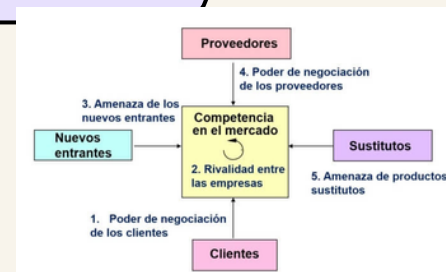 Proveedores
4. Poder de negociación
de los proveedores
3. Amenaza de los
nuevos entrantes
Competencia
en el mercado
Nuevos
entrantes
2. Rivalidad entre
las empresas
Sustitutos
5. Amenaza de productos
sustitutos
1. Poder de negociación
de los clientes
Clientes